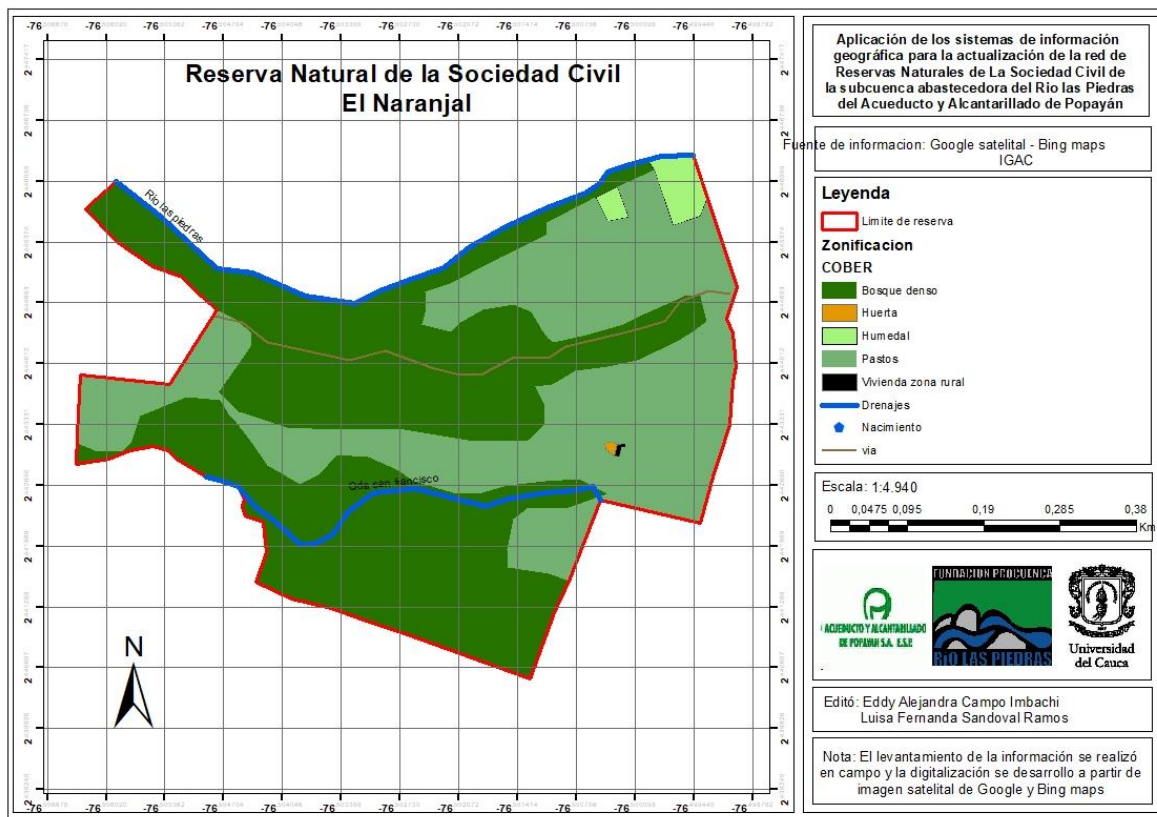 Reserva Natural de la Sociedad Civil
El Naranjal
Rio las piedras
Qda san francisco
N
Aplicación de los sistemas de información
geográfica para la actualización de la red de
Reservas Naturales de La Sociedad Civil de
la subcuenca abastecedora del Rio las Piedras
del Acueducto y Alcantarillado de Popayán
Fuente de informacion: Google satelital - Bing maps
IGAC
Leyenda
Limite de reserva
Zonificacion
COBER
Bosque denso
Huerta
Humedal
Pastos
Vivienda zona rural
Drenajes
Nacimiento
via
Escala: 1:4.940
0 0,0475 0,095 0,19 0,285 0,38
Km
ACUEDUCTO Y ALCANTARILLADO
DE POPAYAN S.A. E.S.P.
FUNDACION PROCUENCA
RIO LAS PIEDRAS
Universidad
del Cauca
Editó: Eddy Alejandra Campo Imbachi
Luisa Fernanda Sandoval Ramos
Nota: El levantamiento de la información se realizó
en campo y la digitalización se desarrollo a partir de
imagen satelital de Google y Bing maps